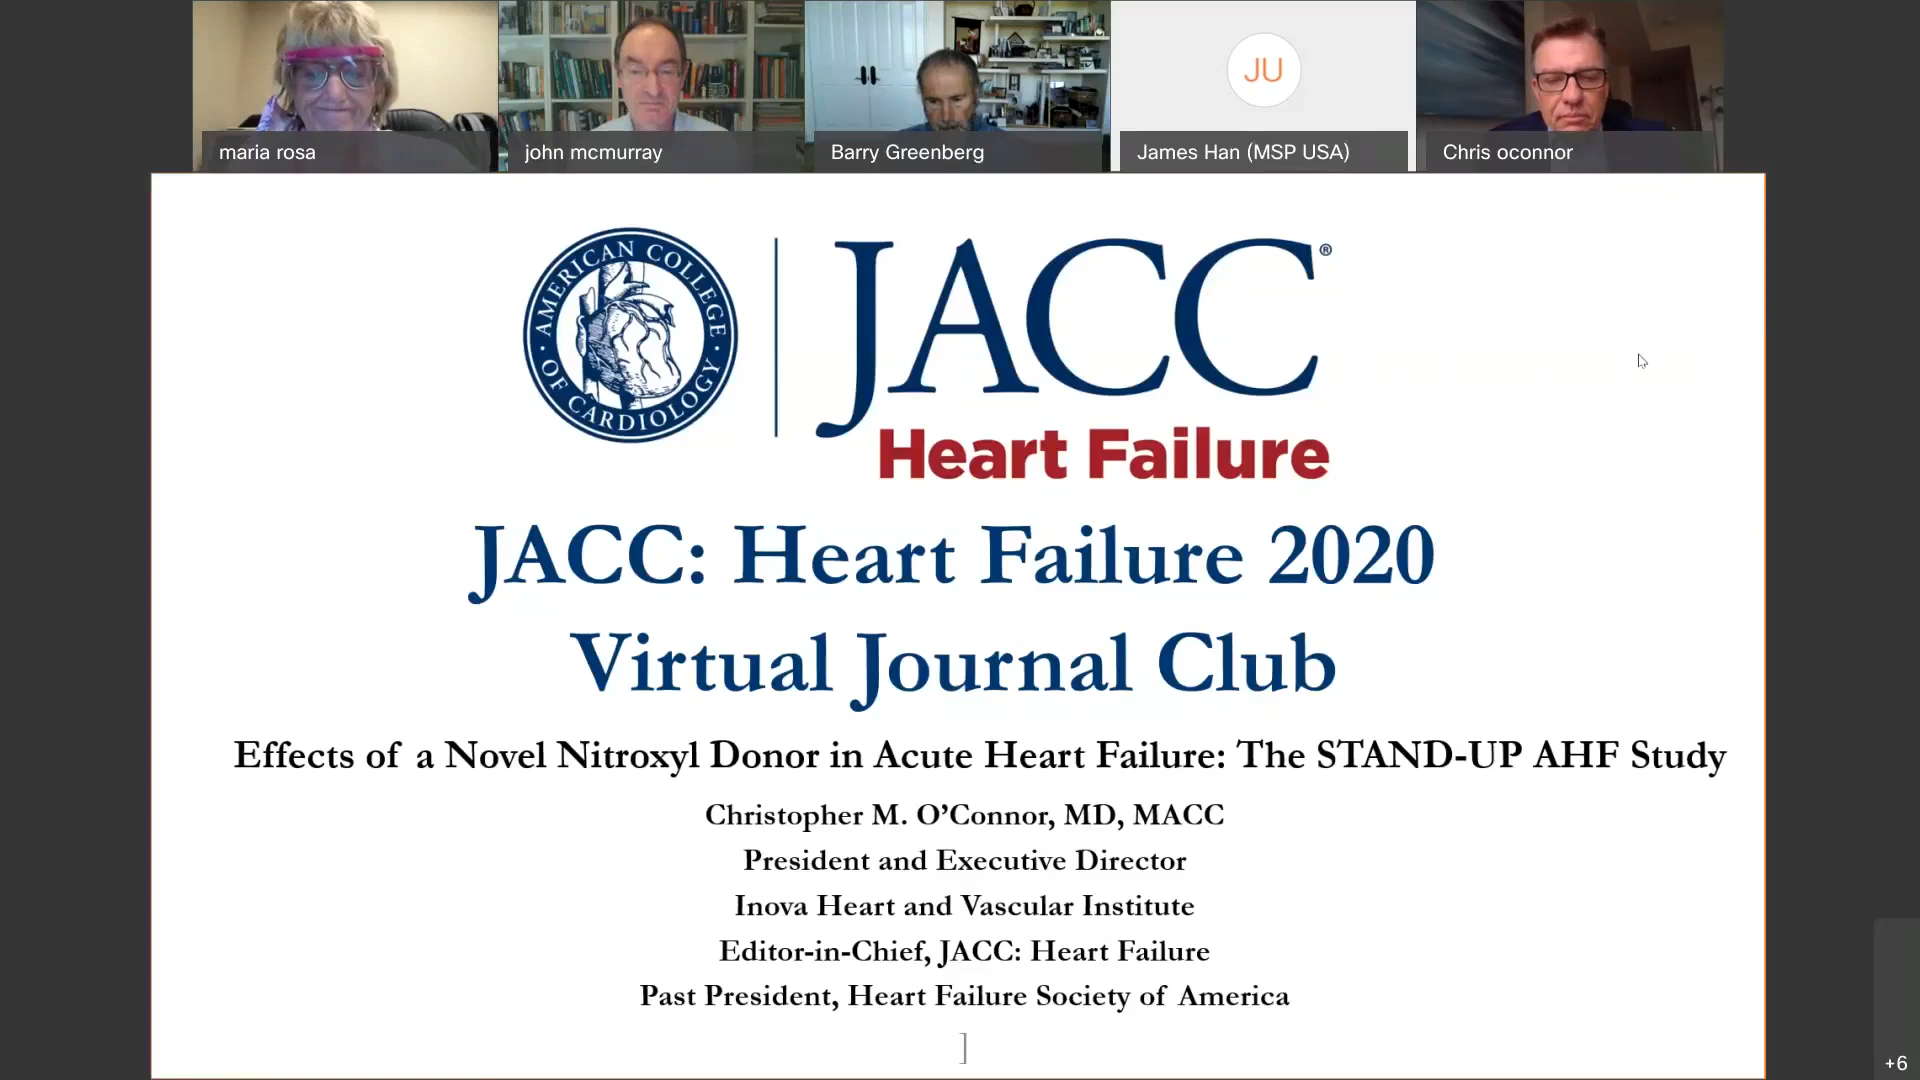 maria rosa
john mcmurray
Barry Greenberg
JU
James Han (MSP USA)
Chris oconnor
AMERICAN COLLEGE
· OF CARDIOLOGY ·
JACC®
Heart Failure
JACC: Heart Failure 2020
Virtual Journal Club
Effects of a Novel Nitroxyl Donor in Acute Heart Failure: The STAND-UP AHF Study
Christopher M. O’Connor, MD, MACC
President and Executive Director
Inova Heart and Vascular Institute
Editor-in-Chief, JACC: Heart Failure
Past President, Heart Failure Society of America
]
+6